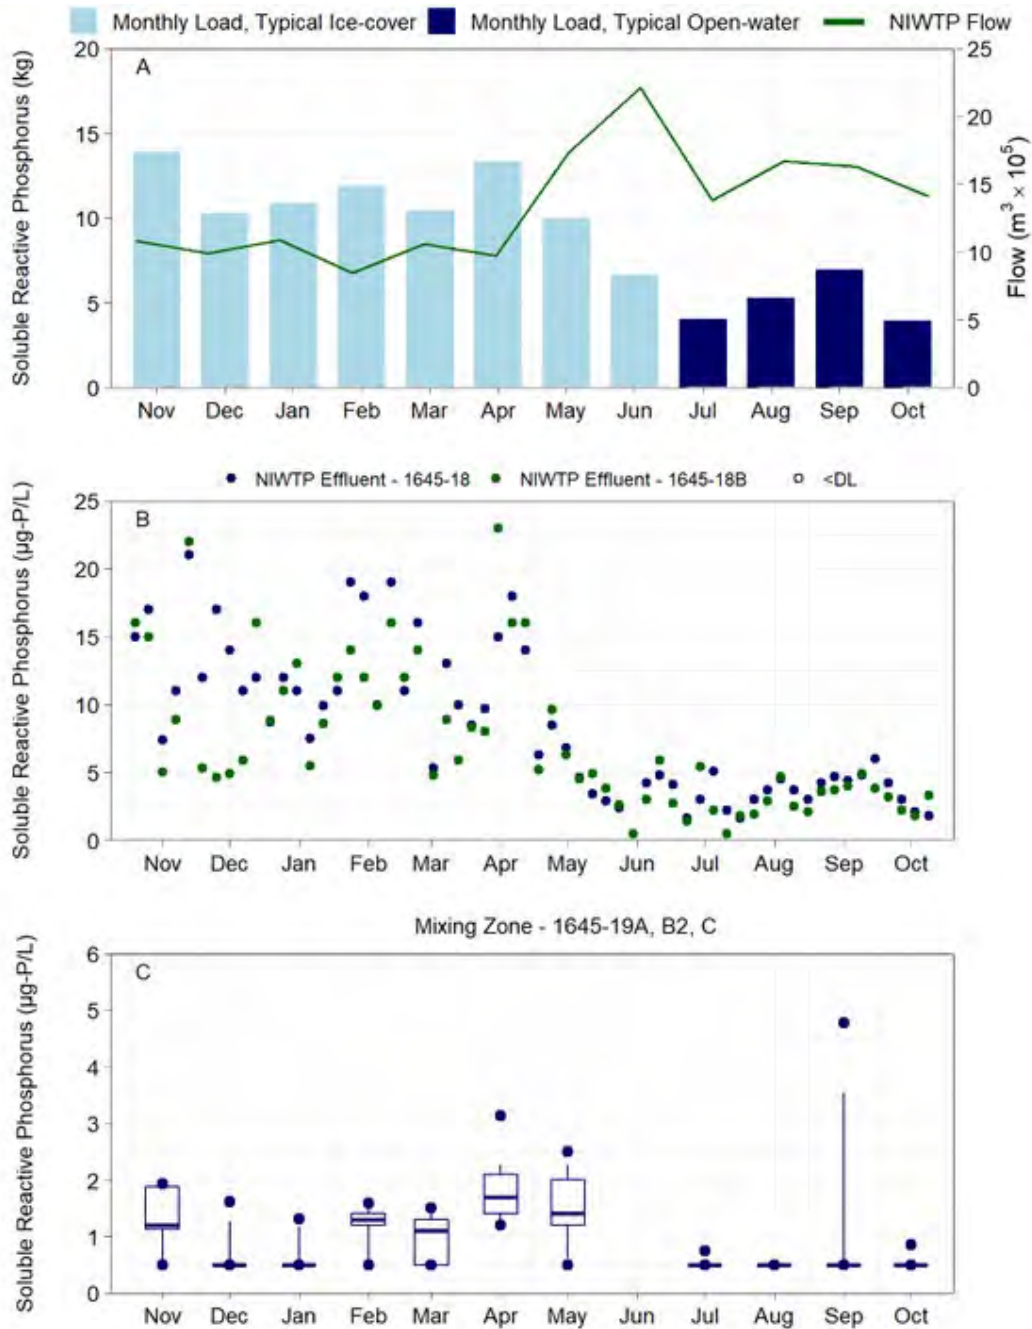 Monthly Load, Typical Ice-cover Monthly Load, Typical Open-water NIWTP Flow
A
Soluble Reactive Phosphorus (kg)
20
15
10
5
0
Flow (m³ × 10⁵)
25
20
15
10
5
0
Nov Dec Jan Feb Mar Apr May Jun Jul Aug Sep Oct
NIWTP Effluent - 1645-18 NIWTP Effluent - 1645-18B <DL
B
Soluble Reactive Phosphorus (µg-P/L)
25
20
15
10
5
0
Nov Dec Jan Feb Mar Apr May Jun Jul Aug Sep Oct
Mixing Zone - 1645-19A, B2, C
C
Soluble Reactive Phosphorus (µg-P/L)
6
5
4
3
2
1
0
Nov Dec Jan Feb Mar Apr May Jun Jul Aug Sep Oct